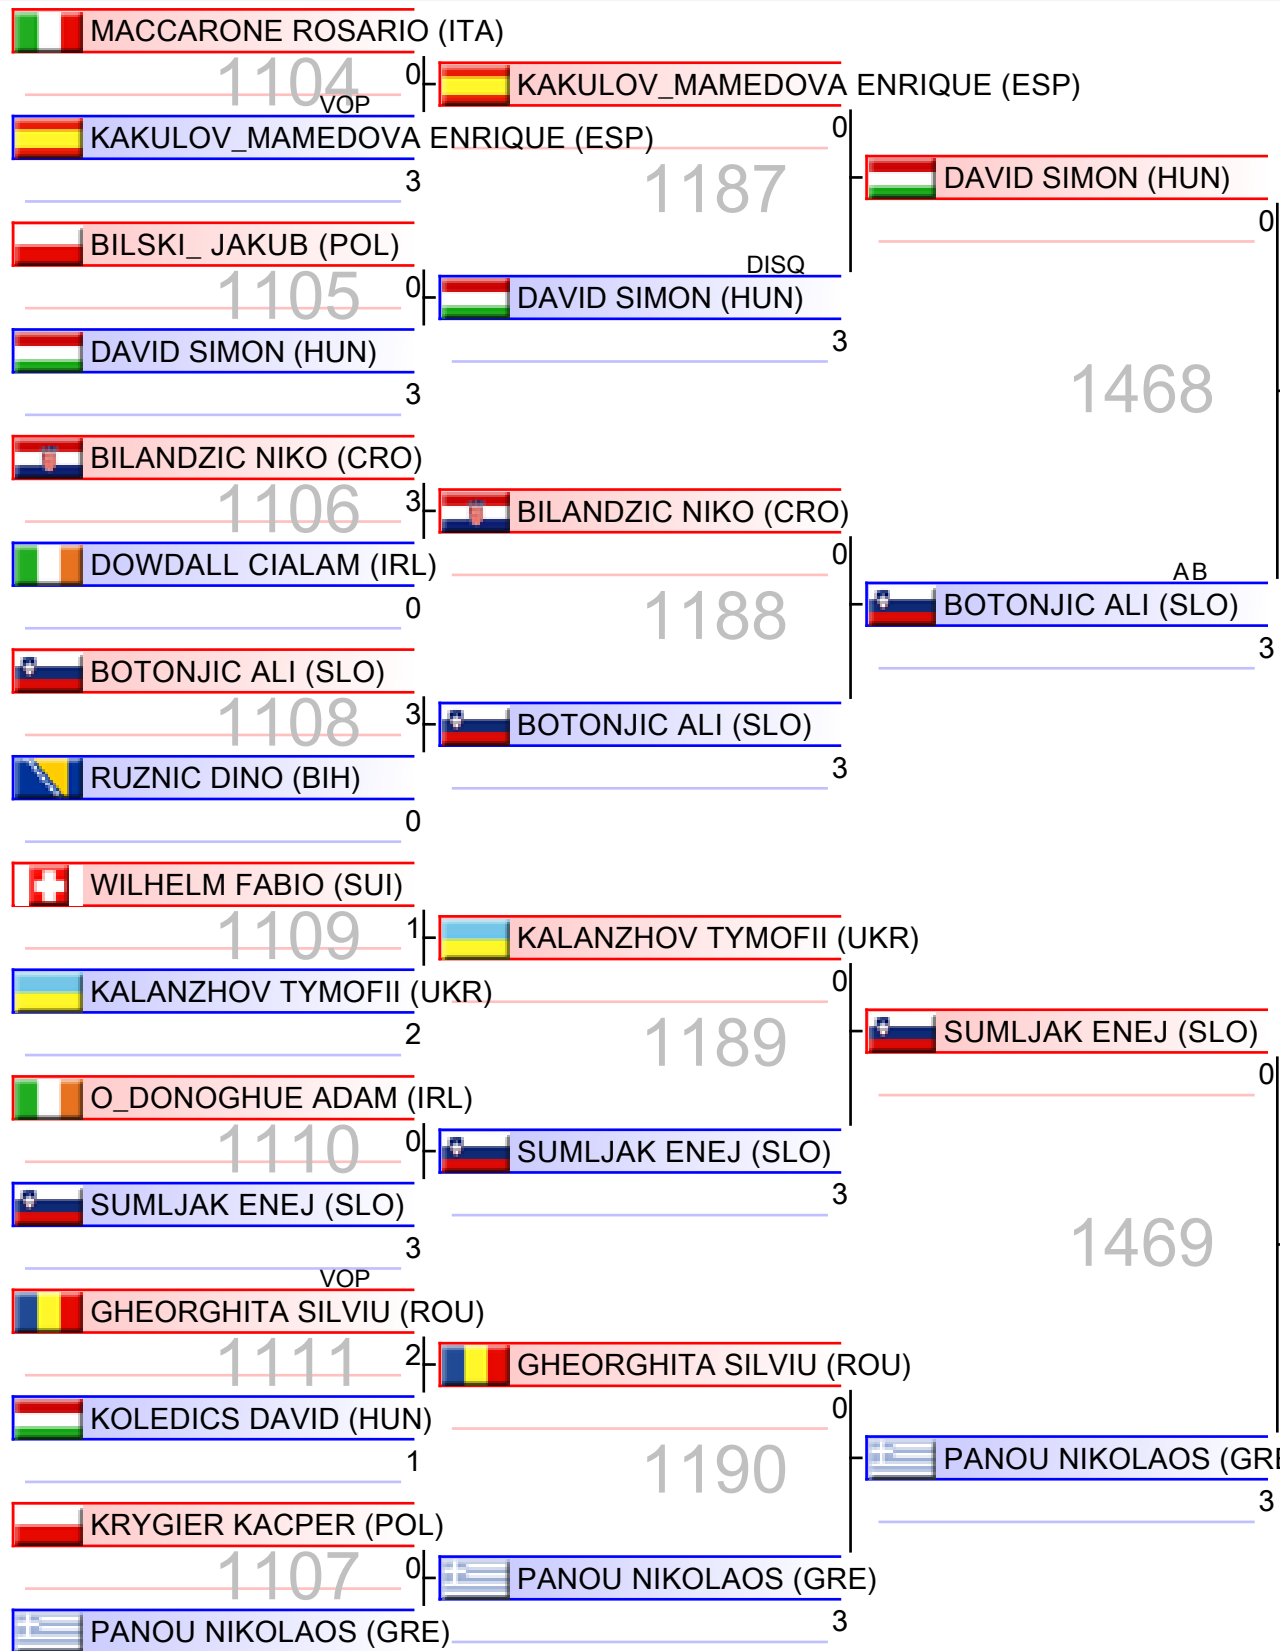 MACCARONE ROSARIO (ITA)
1104
0
VOP
KAKULOV_MAMEDOVA ENRIQUE (ESP)
3
BILSKI_ JAKUB (POL)
1105
0
DAVID SIMON (HUN)
3
BILANDZIC NIKO (CRO)
1106
3
DOWDALL CIALAM (IRL)
0
BOTONJIC ALI (SLO)
1108
3
RUZNIC DINO (BIH)
0
WILHELM FABIO (SUI)
1109
1
KALANZHOV TYMOFII (UKR)
2
O_DONOGHUE ADAM (IRL)
1110
0
SUMLJAK ENEJ (SLO)
3
VOP
GHEORGHITA SILVIU (ROU)
1111
2
KOLEDICS DAVID (HUN)
1
KRYGIER KACPER (POL)
1107
0
PANOU NIKOLAOS (GRE)
KAKULOV_MAMEDOVA ENRIQUE (ESP)
0
1187
DISQ
DAVID SIMON (HUN)
3
BILANDZIC NIKO (CRO)
0
1188
BOTONJIC ALI (SLO)
3
KALANZHOV TYMOFII (UKR)
0
1189
SUMLJAK ENEJ (SLO)
3
GHEORGHITA SILVIU (ROU)
0
1190
PANOU NIKOLAOS (GRE)
3
DAVID SIMON (HUN)
0
1468
AB
BOTONJIC ALI (SLO)
3
SUMLJAK ENEJ (SLO)
0
1469
PANOU NIKOLAOS (GRE
3